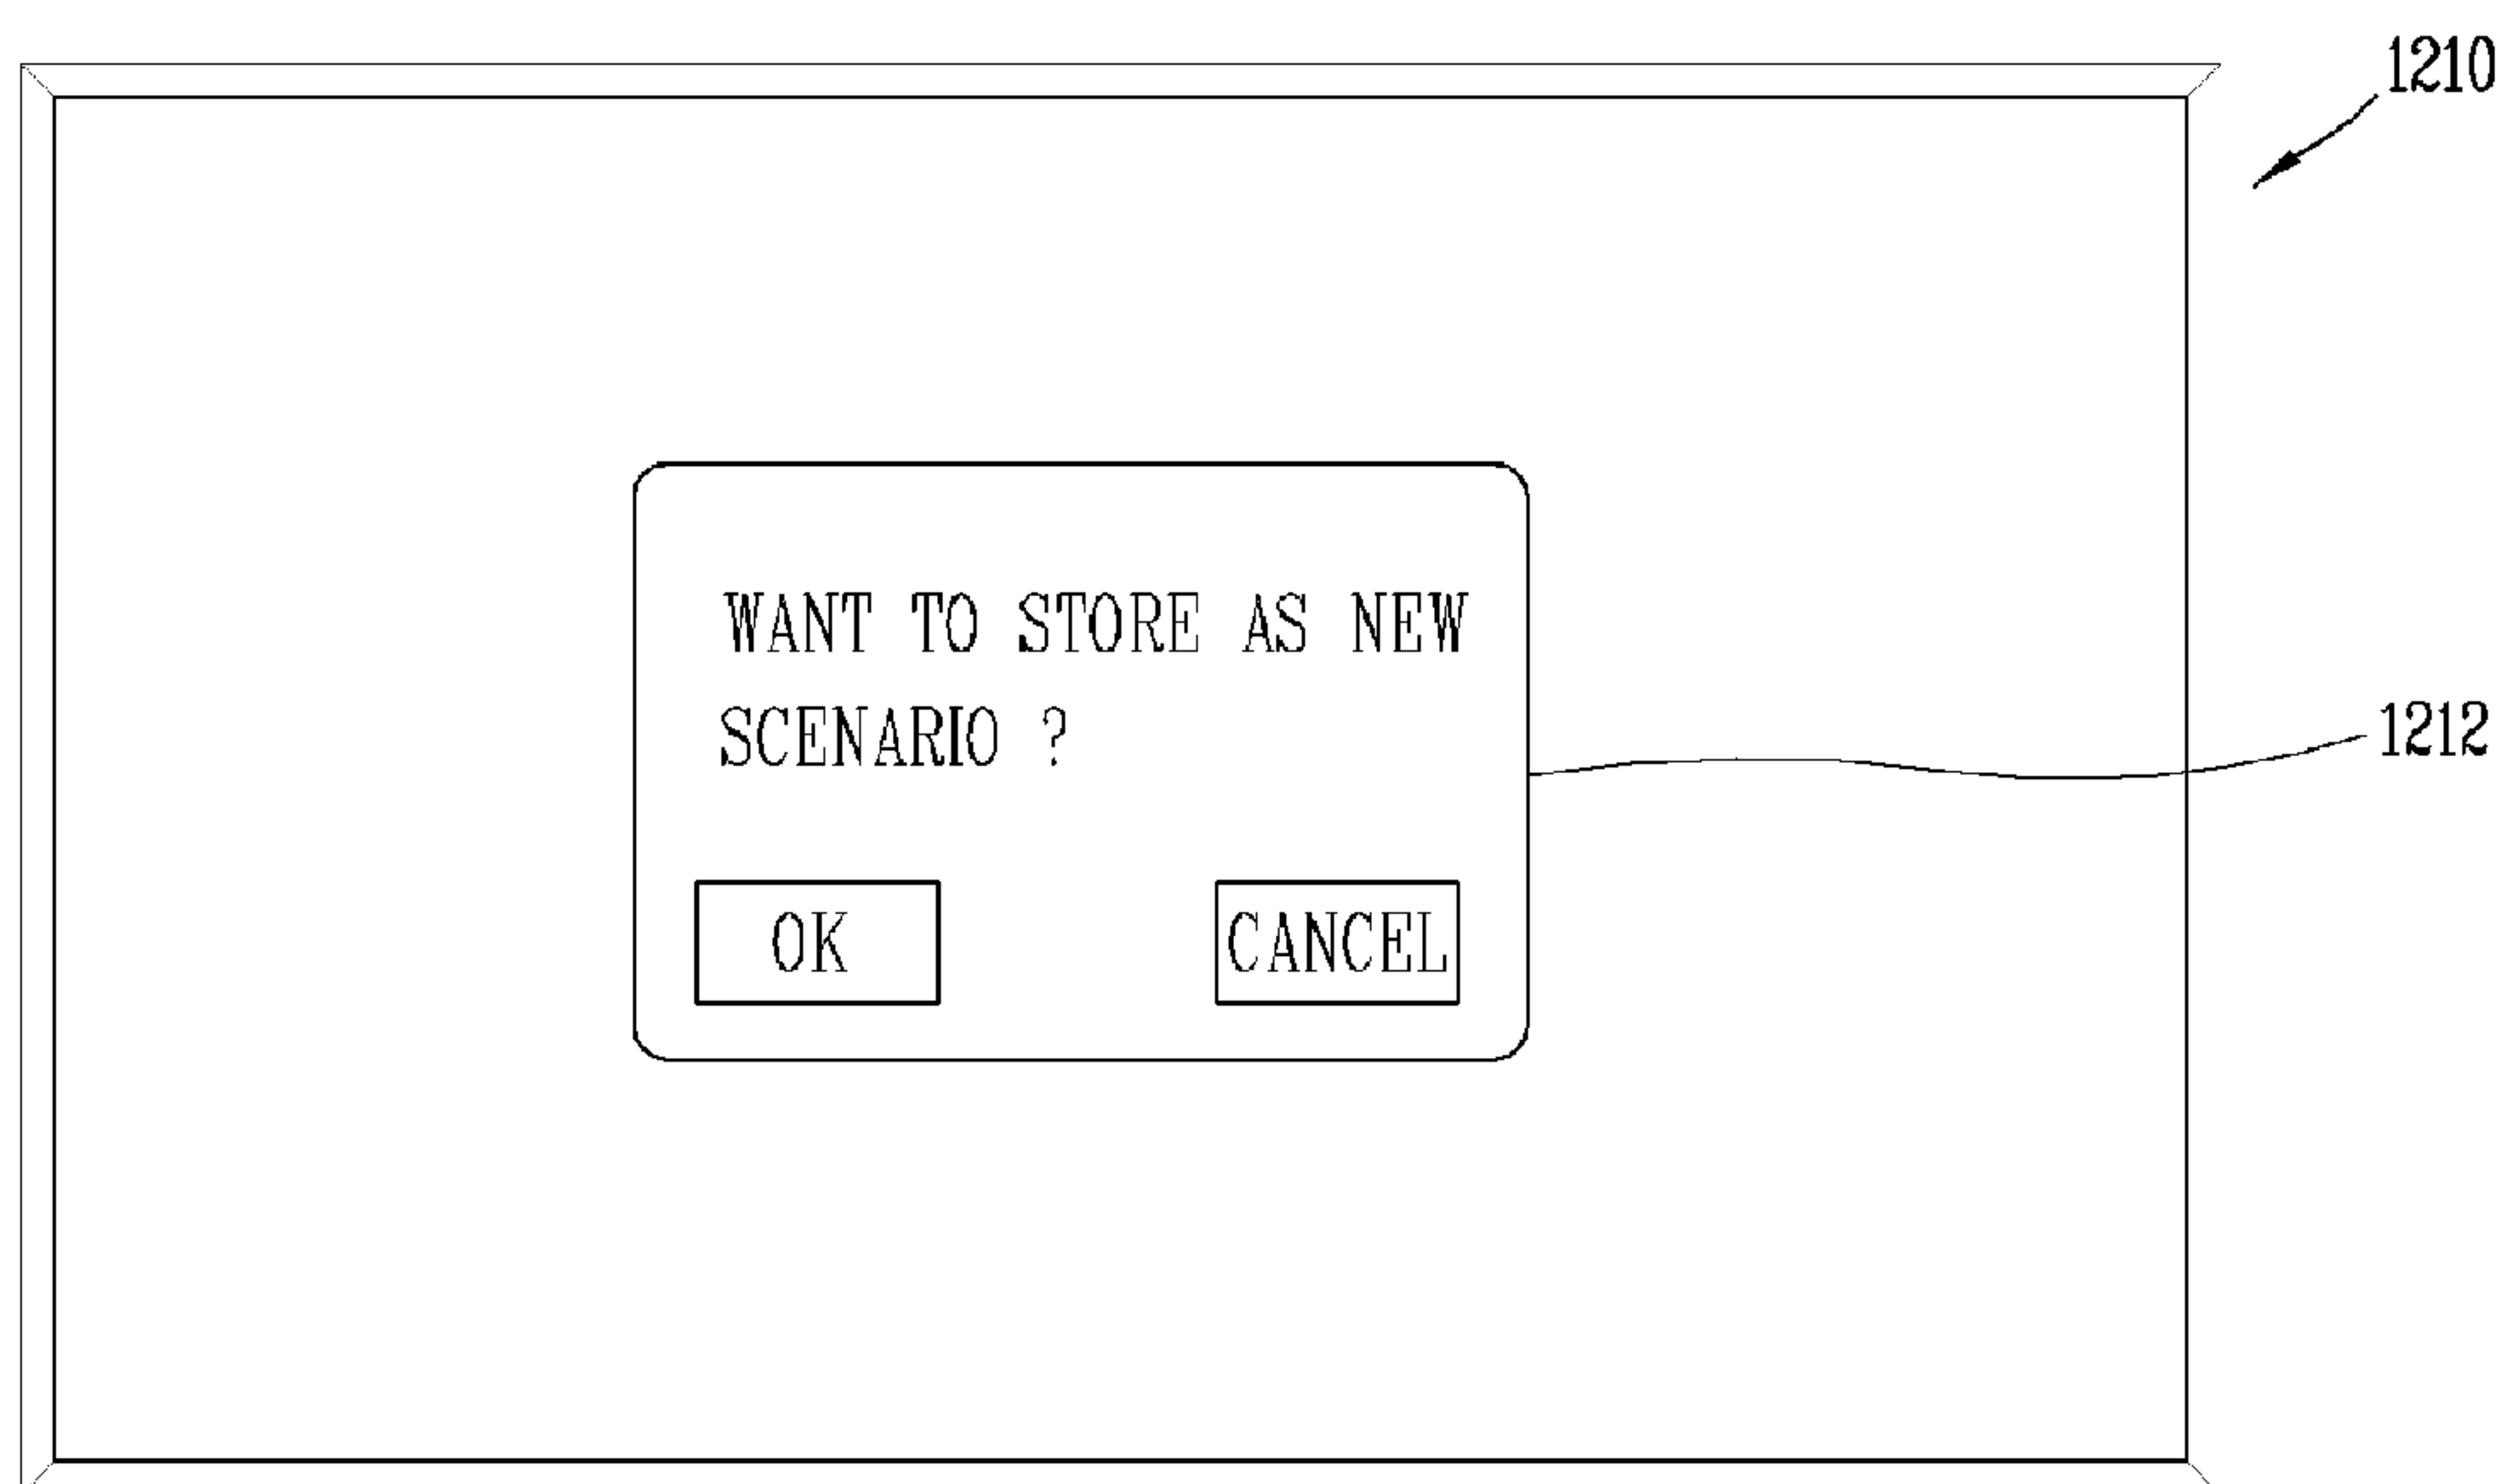 1210
WANT TO STORE AS NEW
SCENARIO ?
1212
OK
CANCEL